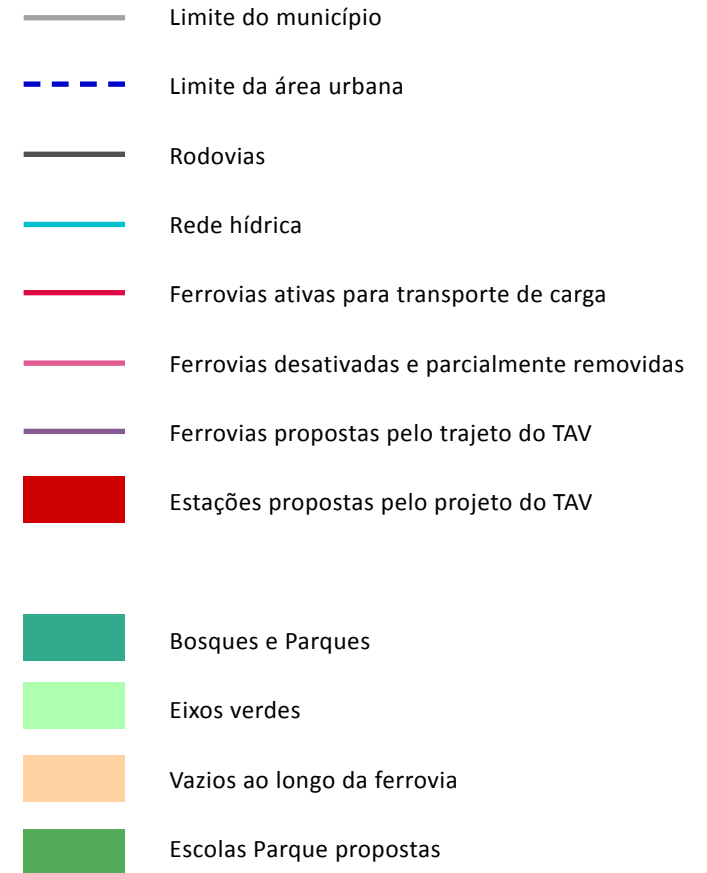 Limite do município
Limite da área urbana
Rodovias
Rede hídrica
Ferrovias ativas para transporte de carga
Ferrovias desativadas e parcialmente removidas
Ferrovias propostas pelo trajeto do TAV
Estações propostas pelo projeto do TAV
Bosques e Parques
Eixos verdes
Vazios ao longo da ferrovia
Escolas Parque propostas